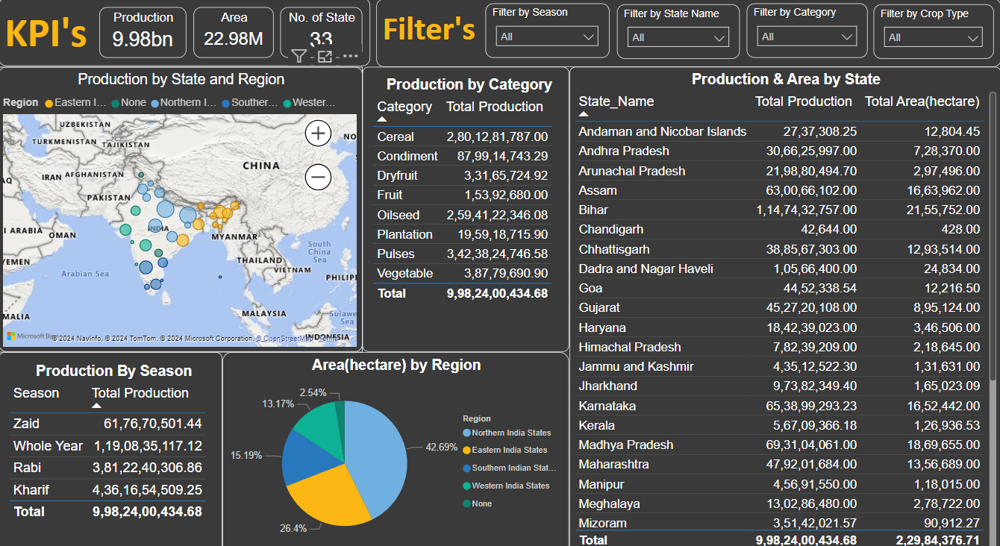 KPI's
Production
9.98bn
Area
22.98M
No. of State
33
Filter's
Filter by Season
All
Filter by State Name
All
Filter by Category
All
Filter by Crop Type
All
Production by State and Region
Region Eastern I... None Northern I... Souther... Wester...
UZBEKISTAN
TURKMENISTAN
TAJIKISTAN
CHINA
IRAN
AFGHANISTAN
PAKISTAN
INDIA
I ARABIA
OMAN
MYANMAR
YEMEN
THAILAND
VIETNAM
South
China
Sea
Arabian Sea
PHILIP
MALIA
MALAYSIA
Sulawe
Sea
INDONESIA
© 2024 NavInfo, © 2024 TomTom, © 2024 Microsoft Corporation, © OpenStreetMap Terms
Production by Category
Category Total Production
Cereal 2,80,12,81,787.00
Condiment 87,99,14,743.29
Dryfruit 3,31,65,724.92
Fruit 1,53,92,680.00
Oilseed 2,59,41,22,346.08
Plantation 19,59,18,715.90
Pulses 3,42,38,24,746.58
Vegetable 3,87,79,690.90
Total 9,98,24,00,434.68
Production & Area by State
State_Name Total Production Total Area(hectare)
Andaman and Nicobar Islands 27,37,308.25 12,804.45
Andhra Pradesh 30,66,25,997.00 7,28,370.00
Arunachal Pradesh 21,98,80,494.70 2,97,496.00
Assam 63,00,66,102.00 16,63,962.00
Bihar 1,14,74,32,757.00 21,55,752.00
Chandigarh 42,644.00 428.00
Chhattisgarh 38,85,67,303.00 12,93,514.00
Dadra and Nagar Haveli 1,05,66,400.00 24,834.00
Goa 44,52,338.54 12,216.50
Gujarat 45,27,20,108.00 8,95,124.00
Haryana 18,42,39,023.00 3,46,506.00
Himachal Pradesh 7,82,39,209.00 2,18,645.00
Jammu and Kashmir 4,35,12,522.30 1,31,631.00
Jharkhand 9,73,82,349.40 1,65,023.09
Karnataka 65,38,99,293.23 16,52,442.00
Kerala 5,67,09,366.18 1,26,936.53
Madhya Pradesh 69,31,04,061.00 18,69,655.00
Maharashtra 47,92,01,684.00 13,56,689.00
Manipur 4,56,91,550.00 1,18,015.00
Meghalaya 13,02,86,480.00 2,78,722.00
Mizoram 3,51,42,021.57 90,912.27
Total 9,98,24,00,434.68 2,29,84,376.71
Production By Season
Season Total Production
Zaid 61,76,70,501.44
Whole Year 1,19,08,35,117.12
Rabi 3,81,22,40,306.86
Kharif 4,36,16,54,509.25
Total 9,98,24,00,434.68
Area(hectare) by Region
2.54%
13.17%
15.19%
42.69%
26.4%
Region
Northern India States
Eastern India States
Southern Indian Stat...
Western India States
None